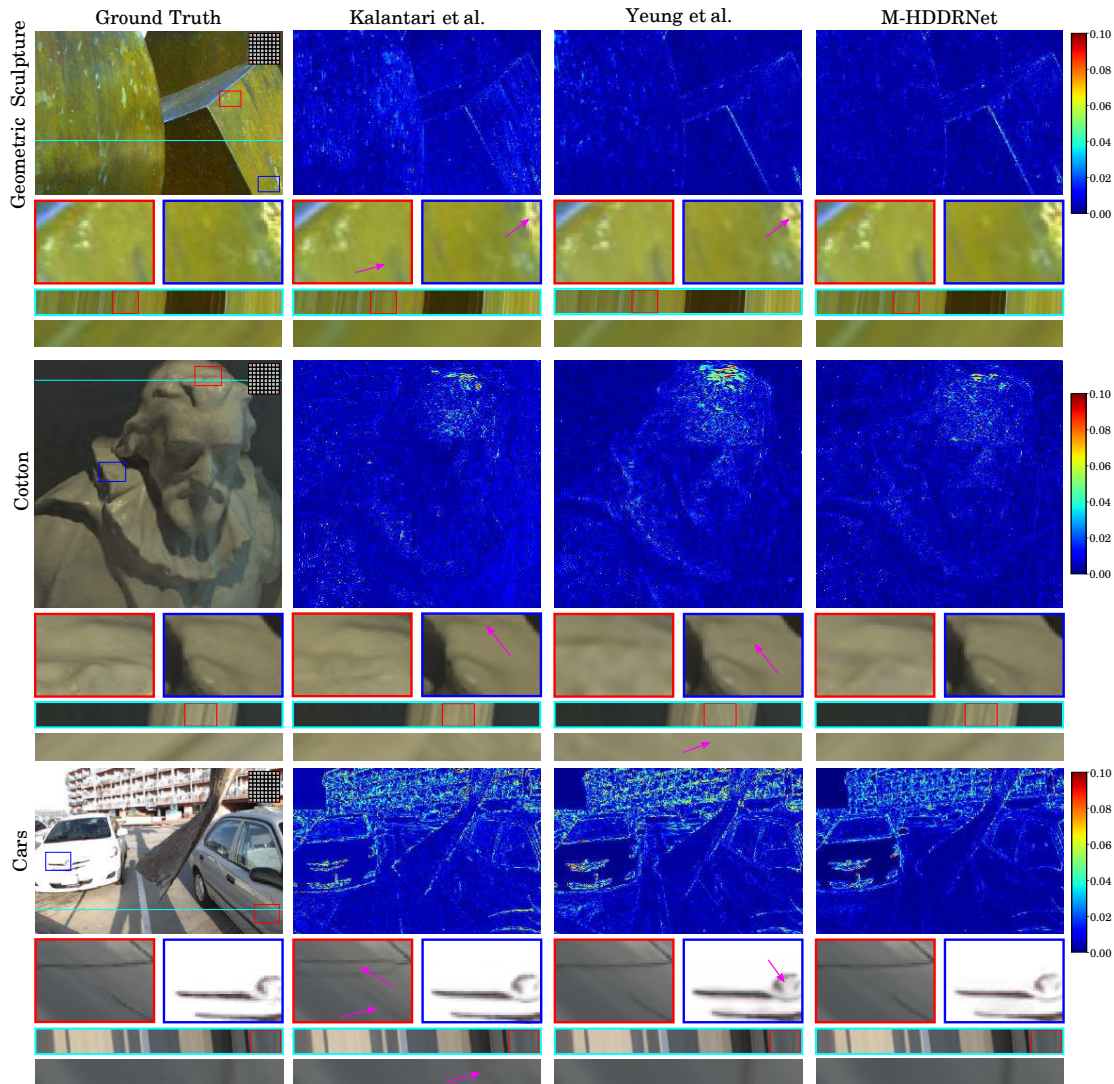 Ground Truth
Kalantari et al.
Yeung et al.
M-HDDRNet
Geometric Sculpture
0.10
0.08
0.06
0.04
0.02
0.00
Cotton
0.10
0.08
0.06
0.04
0.02
0.00
Cars
0.10
0.08
0.06
0.04
0.02
0.00